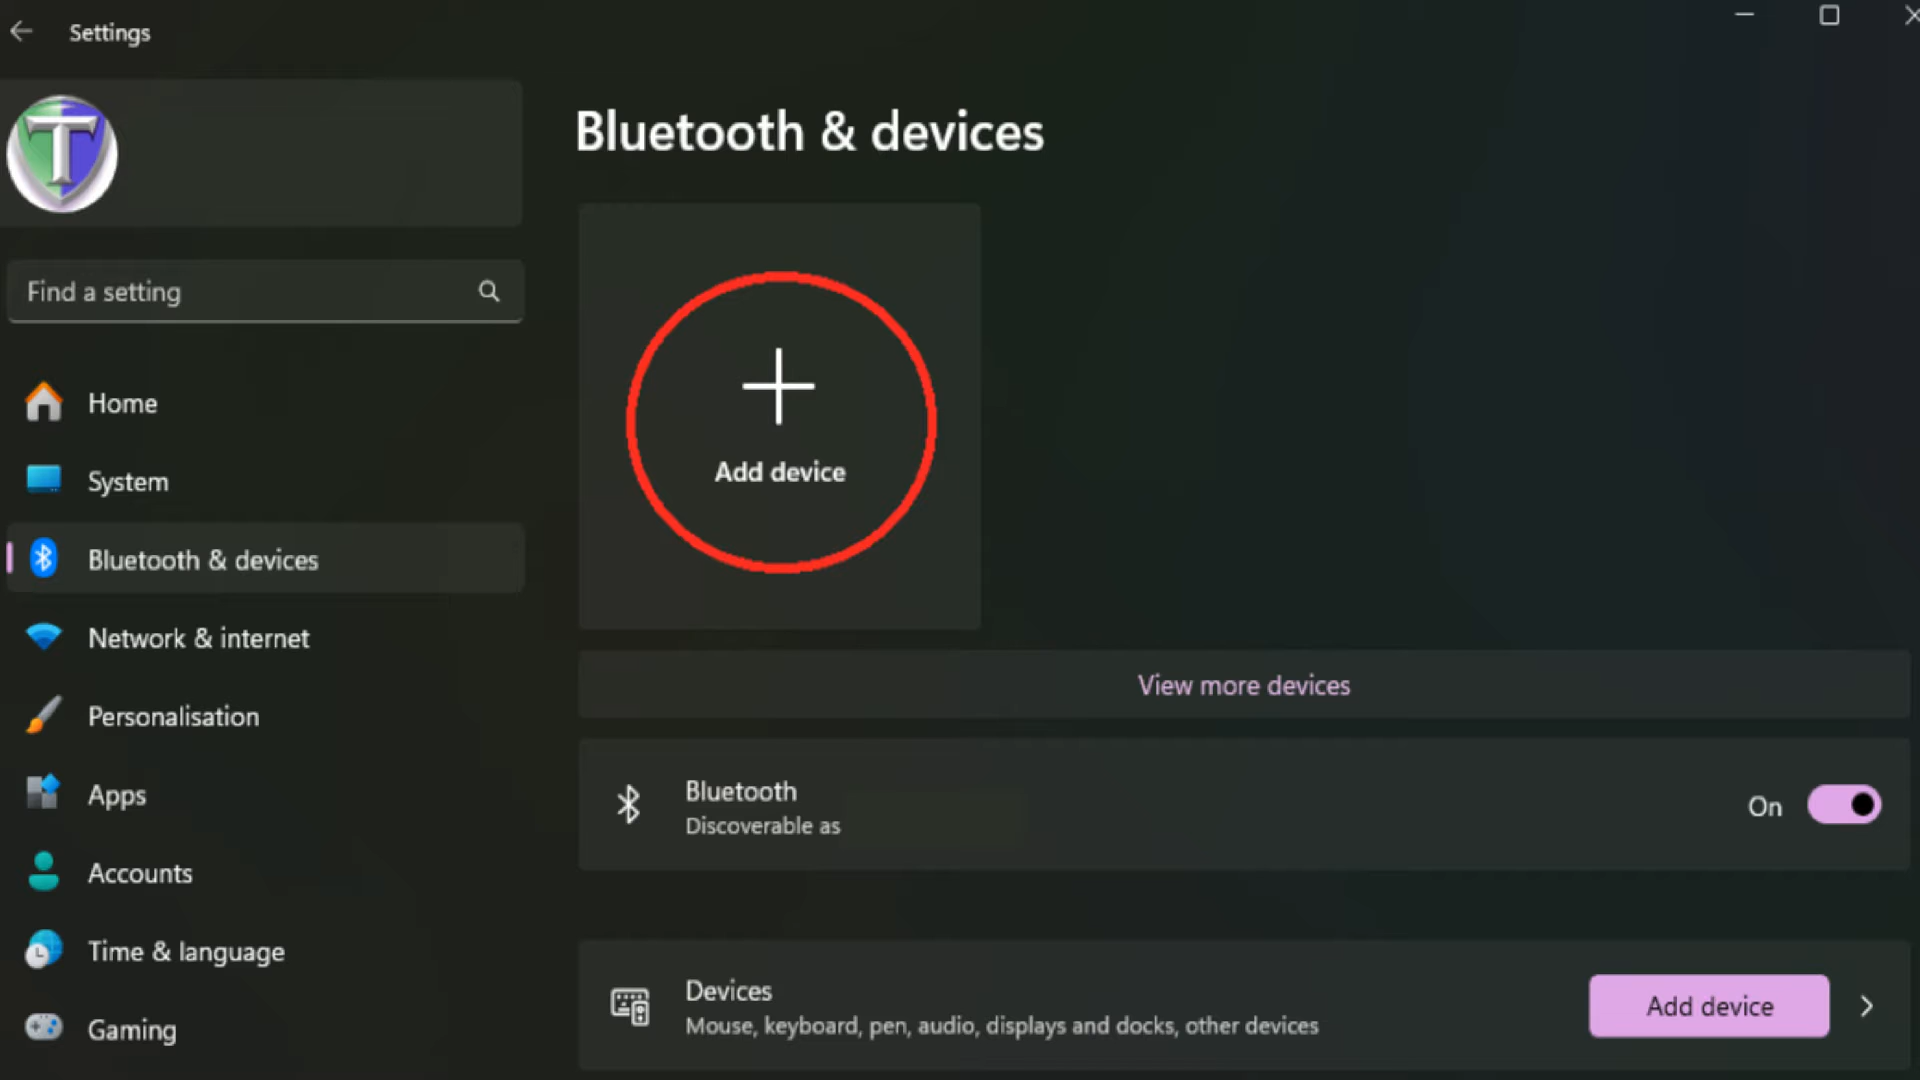 Settings
T
Find a setting
Home
System
Bluetooth & devices
Network & internet
Personalisation
Apps
Accounts
Time & language
Gaming
Bluetooth & devices
Add device
View more devices
Bluetooth
Discoverable as
On
Devices
Mouse, keyboard, pen, audio, displays and docks, other devices
Add device